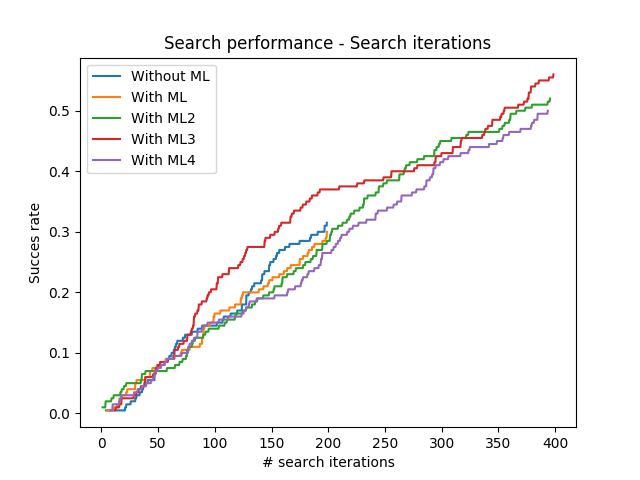 Search performance - Search iterations
Without ML
With ML
With ML2
With ML3
With ML4
Succes rate
0.5
0.4
0.3
0.2
0.1
0.0
0 50 100 150 200 250 300 350 400
# search iterations